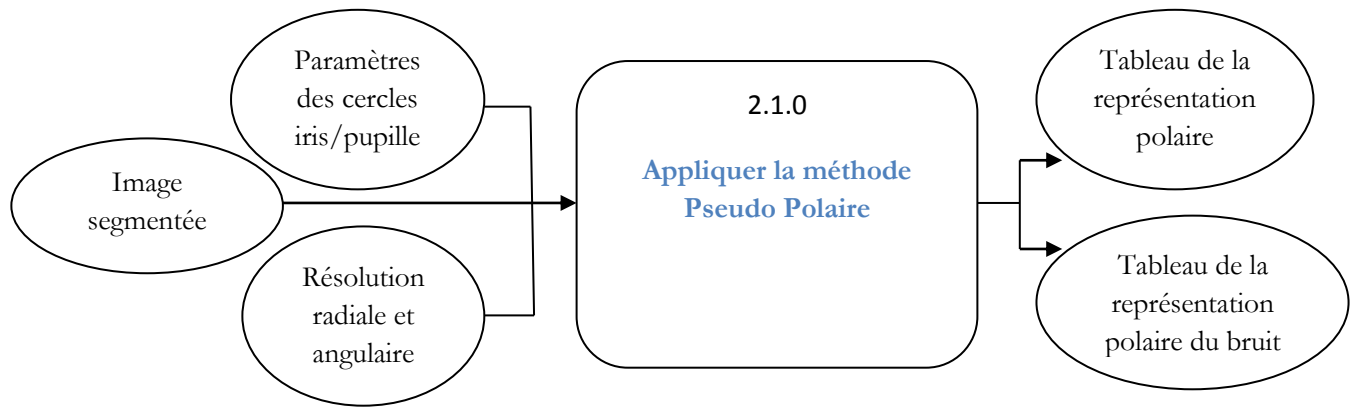 Paramètres
des cercles
iris/pupille
Image
segmentée
Résolution
radiale et
angulaire
2.1.0
Appliquer la méthode
Pseudo Polaire
Tableau de la
représentation
polaire
Tableau de la
représentation
polaire du bruit